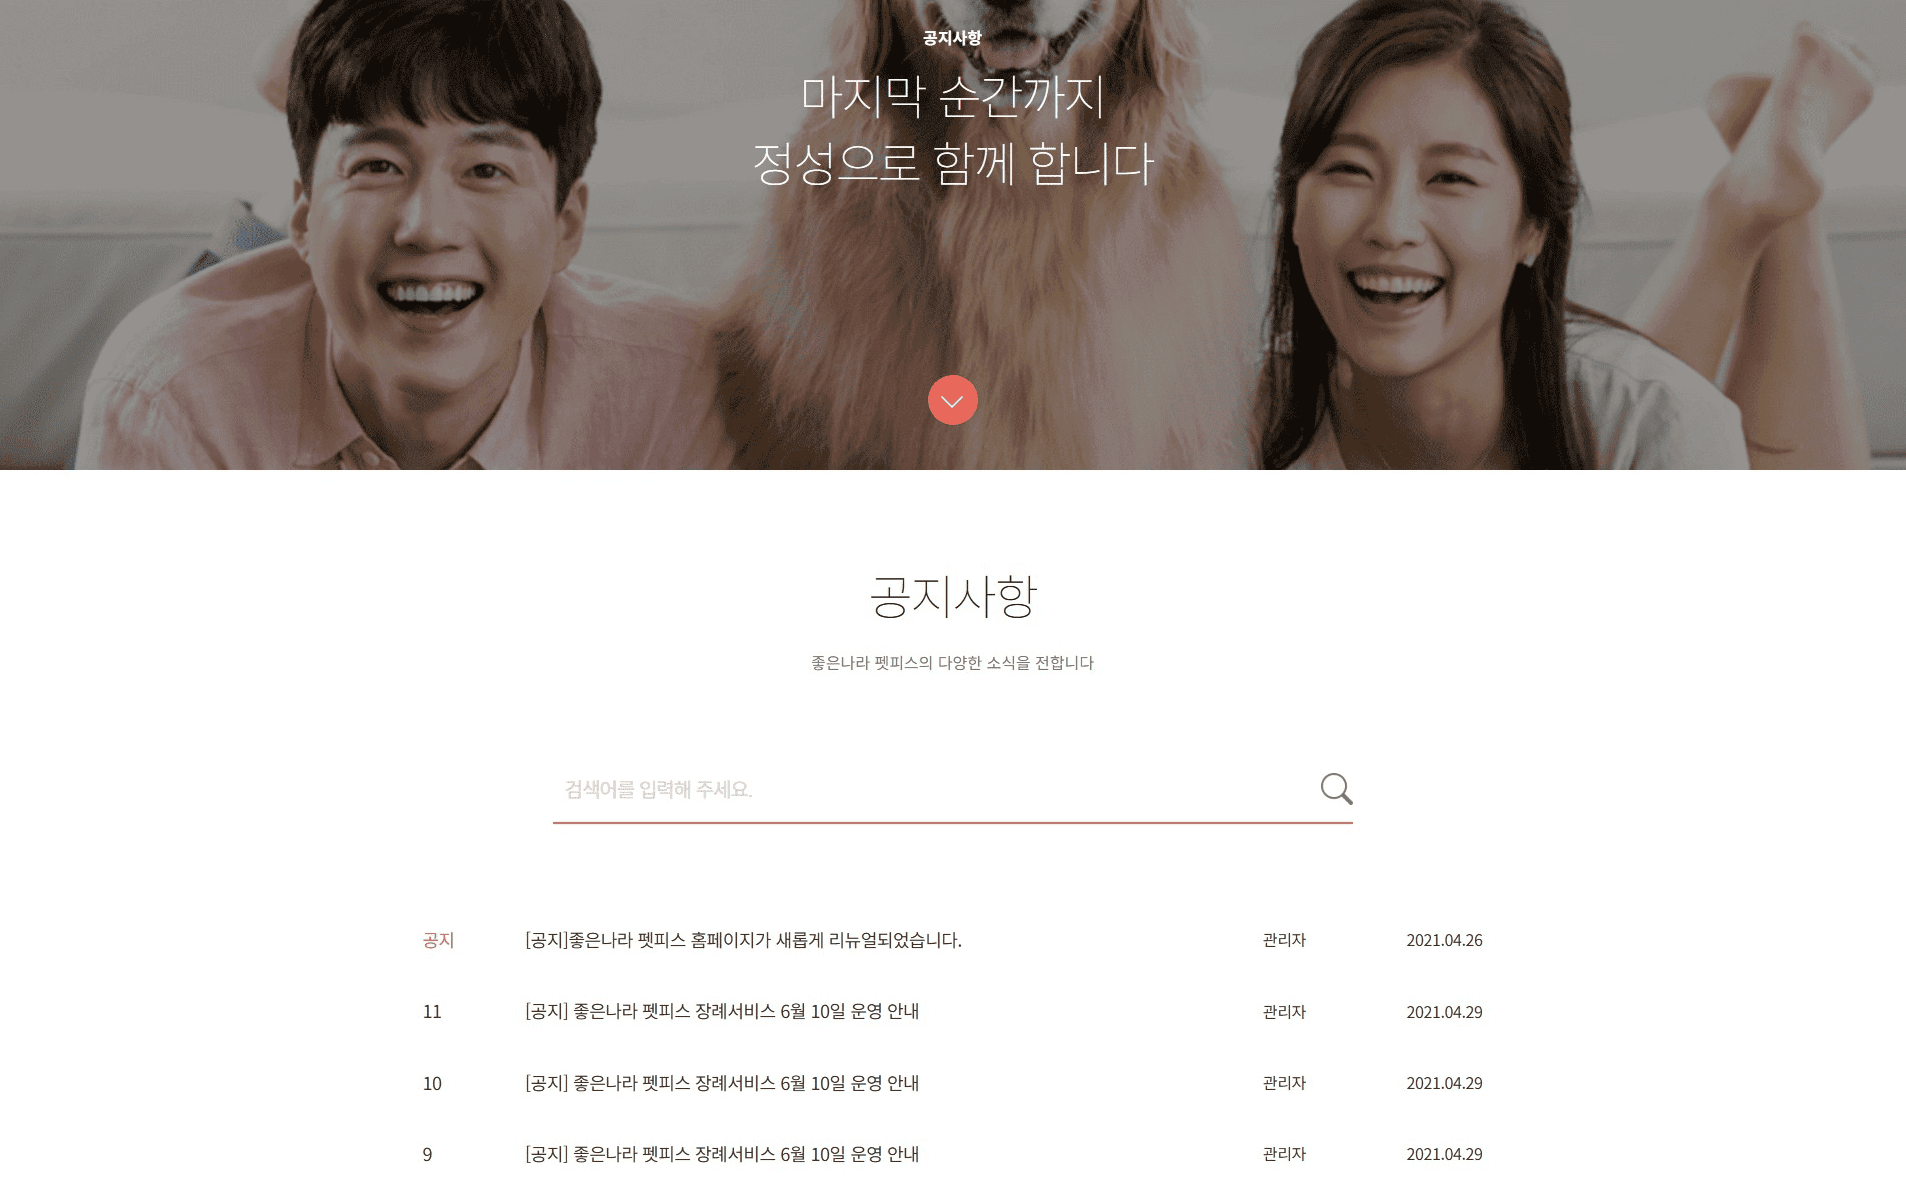 공지사항
마지막 순간까지
정성으로 함께 합니다
공지사항
좋은나라 펫피스의 다양한 소식을 전합니다
검색어를 입력해 주세요.
공지 [공지]좋은나라 펫피스 홈페이지가 새롭게 리뉴얼되었습니다. 관리자 2021.04.26
11 [공지] 좋은나라 펫피스 장례서비스 6월 10일 운영 안내 관리자 2021.04.29
10 [공지] 좋은나라 펫피스 장례서비스 6월 10일 운영 안내 관리자 2021.04.29
9 [공지] 좋은나라 펫피스 장례서비스 6월 10일 운영 안내 관리자 2021.04.29